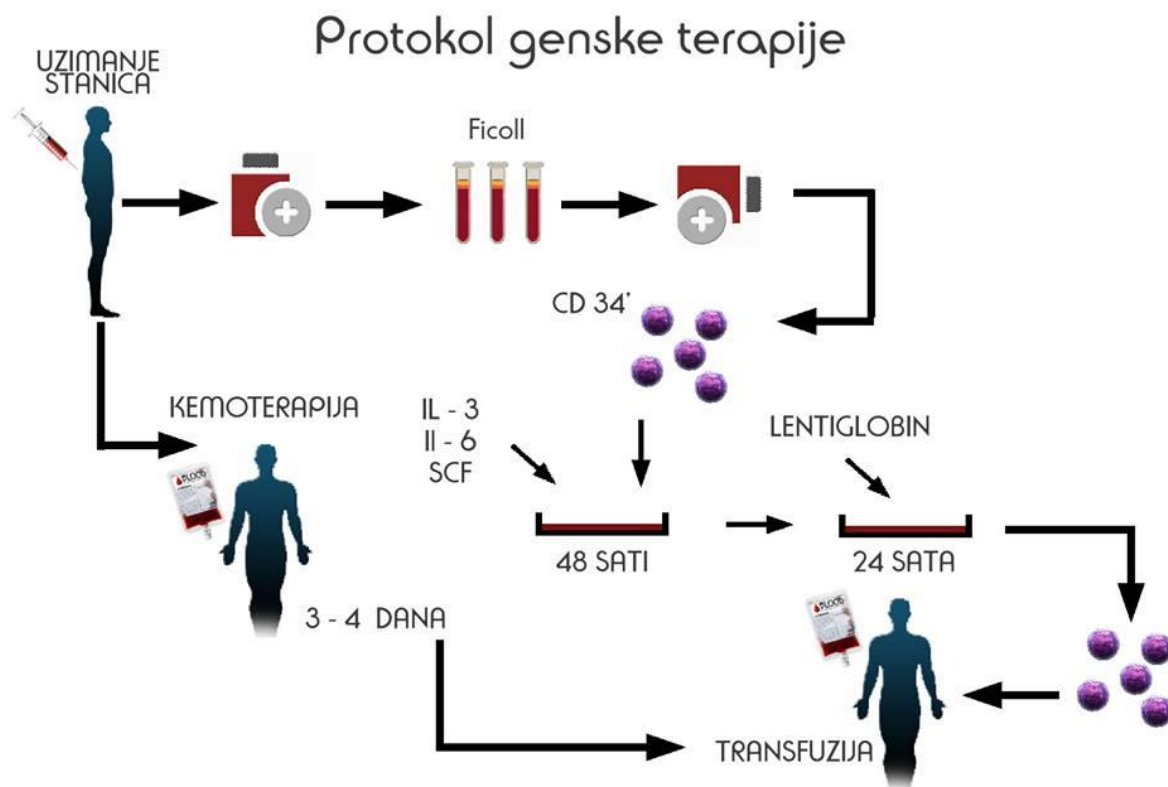 Protokol genske terapije
UZIMANJE
STANICA
Ficoll
CD 34'
KEMOTERAPIJA
IL - 3
Il - 6
SCF
LENTIGLOBIN
48 SATI
24 SATA
3 - 4 DANA
TRANSFUZIJA